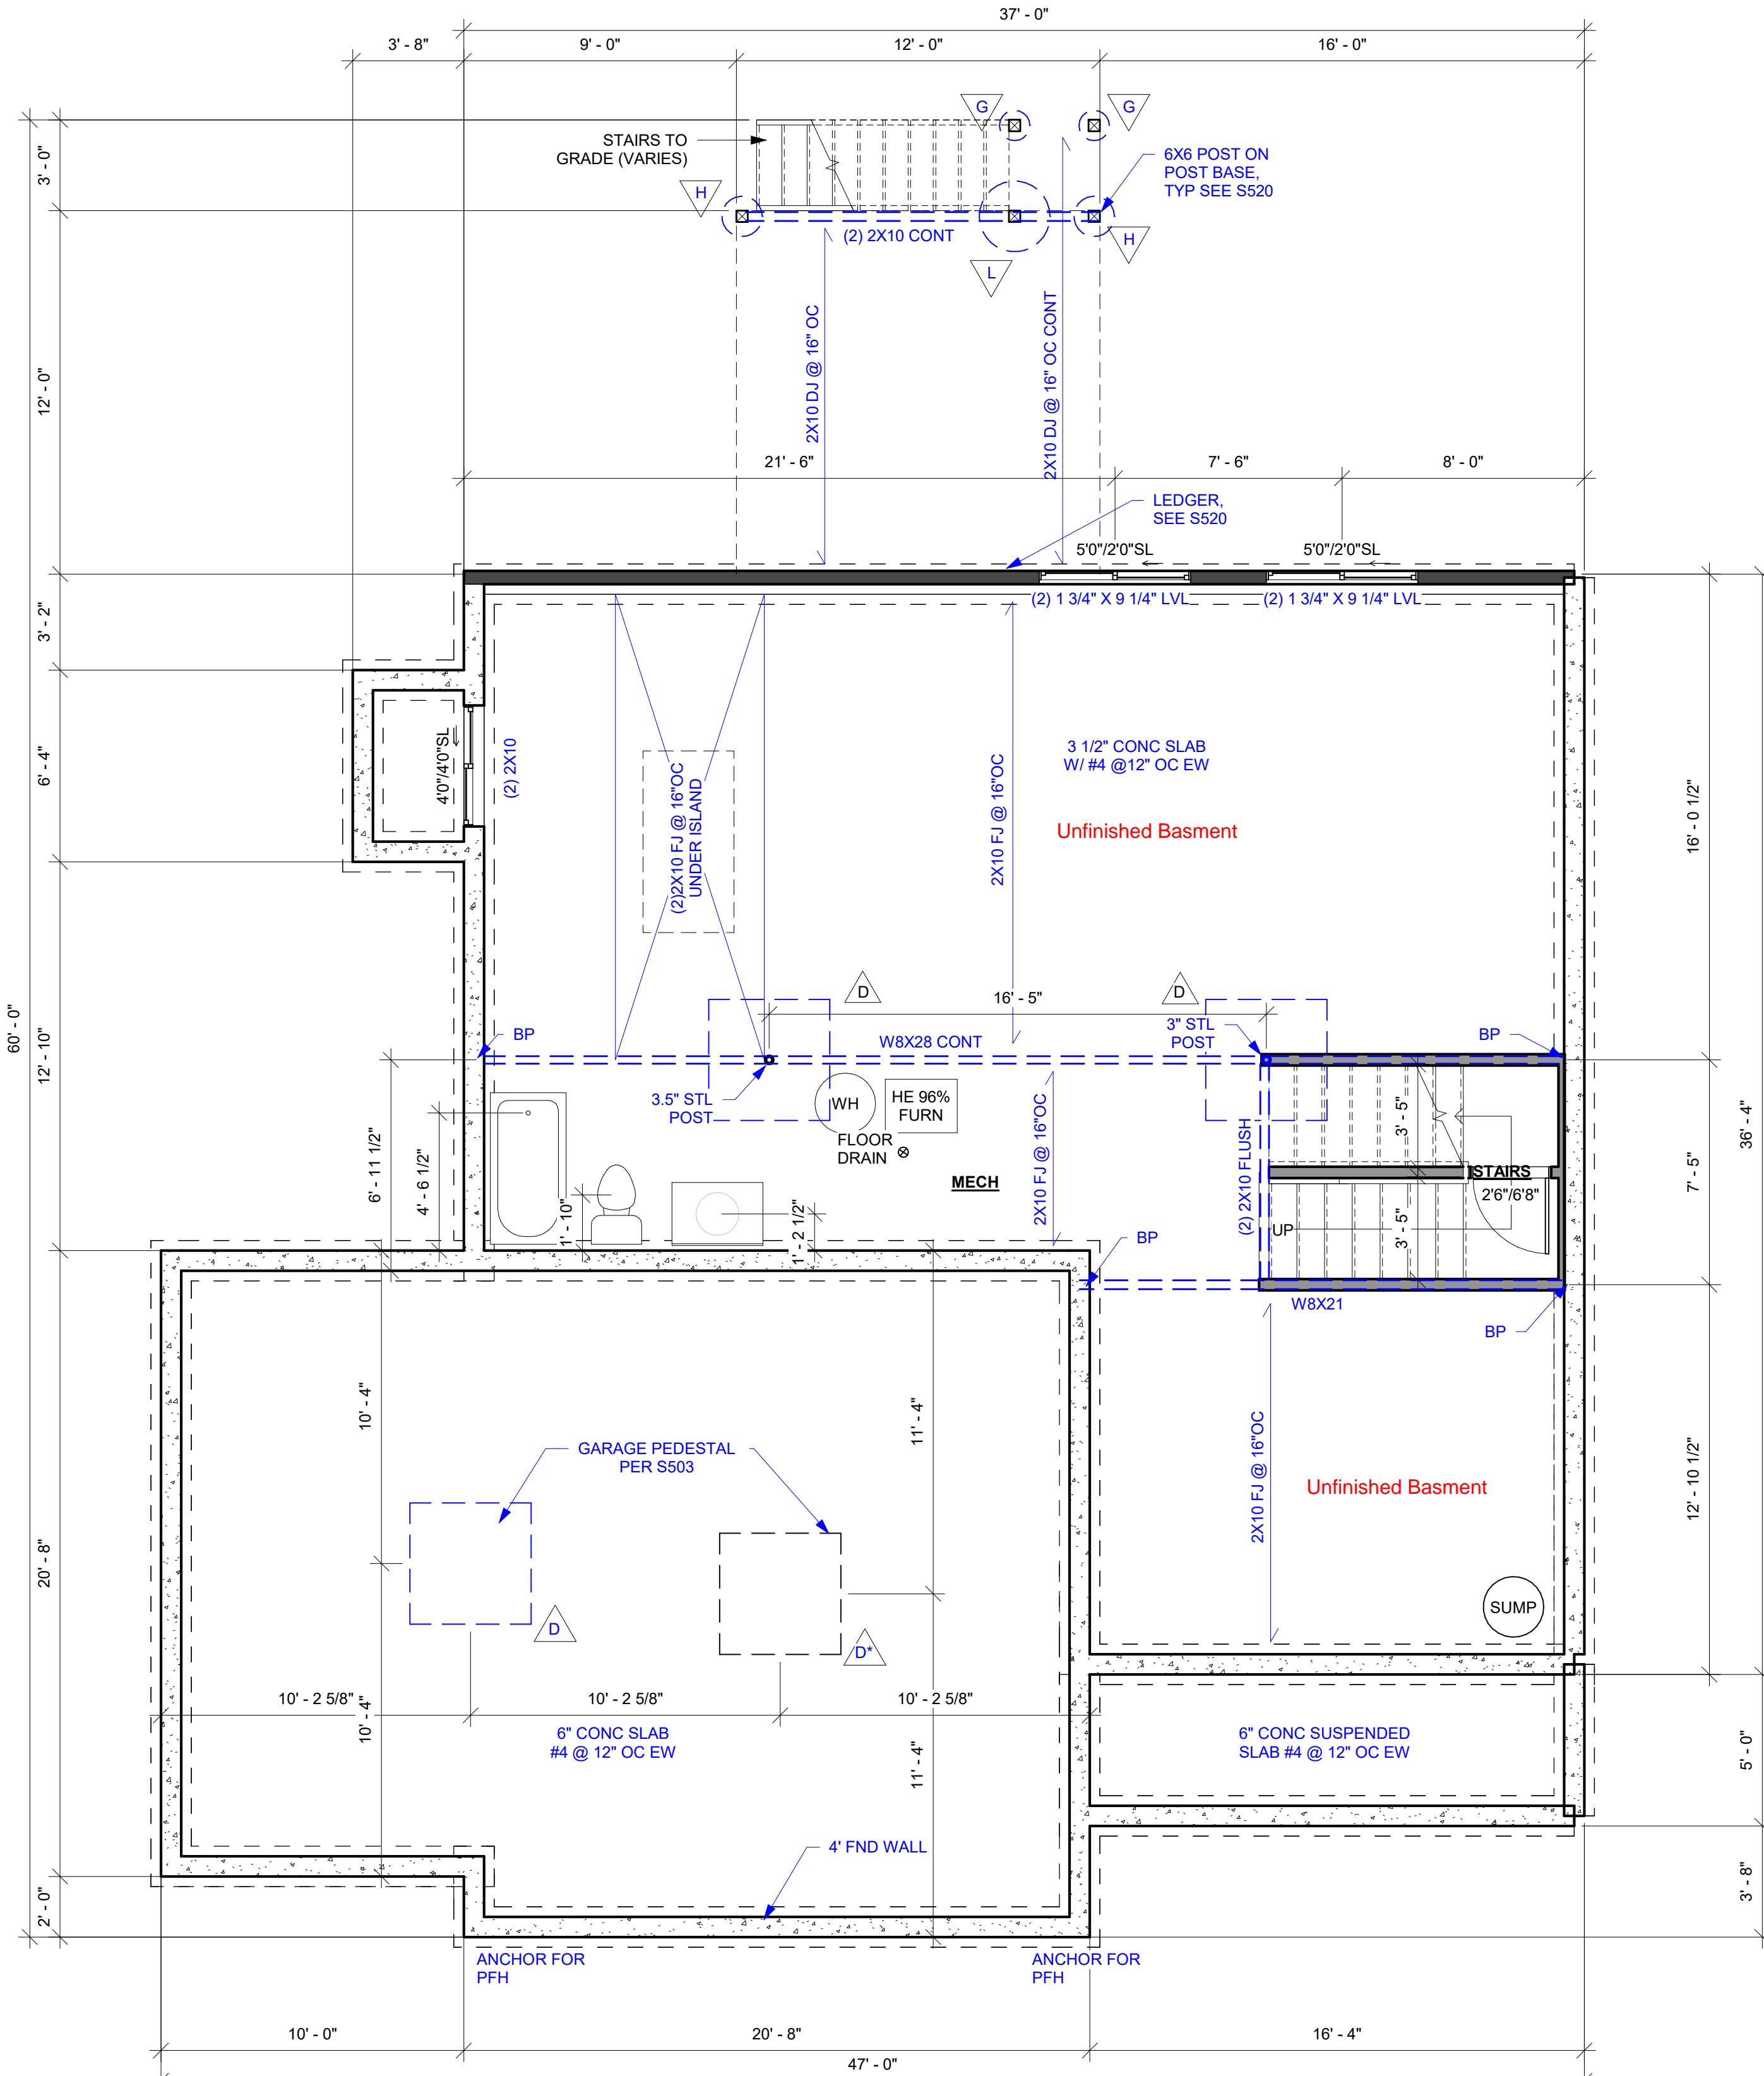 37' - 0"
3' - 8"
9' - 0"
12' - 0"
16' - 0"
G
G
STAIRS TO
GRADE (VARIES)
6X6 POST ON
POST BASE,
TYP SEE S520
3' - 0"
H
(2) 2X10 CONT
H
L
12' - 0"
2X10 DJ @ 16" OC
2X10 DJ @ 16" OC CONT
21' - 6"
7' - 6"
8' - 0"
LEDGER,
SEE S520
5'0"/2'0"SL
5'0"/2'0"SL
(2) 1 3/4" X 9 1/4" LVL
(2) 1 3/4" X 9 1/4" LVL
3' - 2"
6' - 4"
4'0"/4'0"SL
(2) 2X10
(2)2X10 FJ @ 16"OC
UNDER ISLAND
2X10 FJ @ 16"OC
3 1/2" CONC SLAB
W/ #4 @12" OC EW
Unfinished Basment
16' - 0 1/2"
60' - 0"
12' - 10"
D
16' - 5"
D
BP
W8X28 CONT
3" STL
POST
BP
3.5" STL
POST
WH
HE 96%
FURN
FLOOR
DRAIN
MECH
6' - 11 1/2"
4' - 6 1/2"
1' - 10"
1' - 2 1/2"
2X10 FJ @ 16"OC
(2) 2X10 FLUSH
3' - 5"
STAIRS
2'6"/6'8"
UP
3' - 5"
7' - 5"
36' - 4"
BP
W8X21
BP
10' - 4"
11' - 4"
GARAGE PEDESTAL
PER S503
2X10 FJ @ 16"OC
Unfinished Basment
12' - 10 1/2"
20' - 8"
D
D*
SUMP
10' - 2 5/8"
10' - 2 5/8"
10' - 2 5/8"
10' - 4"
6" CONC SLAB
#4 @ 12" OC EW
11' - 4"
6" CONC SUSPENDED
SLAB #4 @ 12" OC EW
5' - 0"
4' FND WALL
3' - 8"
2' - 0"
ANCHOR FOR
PFH
ANCHOR FOR
PFH
10' - 0"
20' - 8"
16' - 4"
47' - 0"